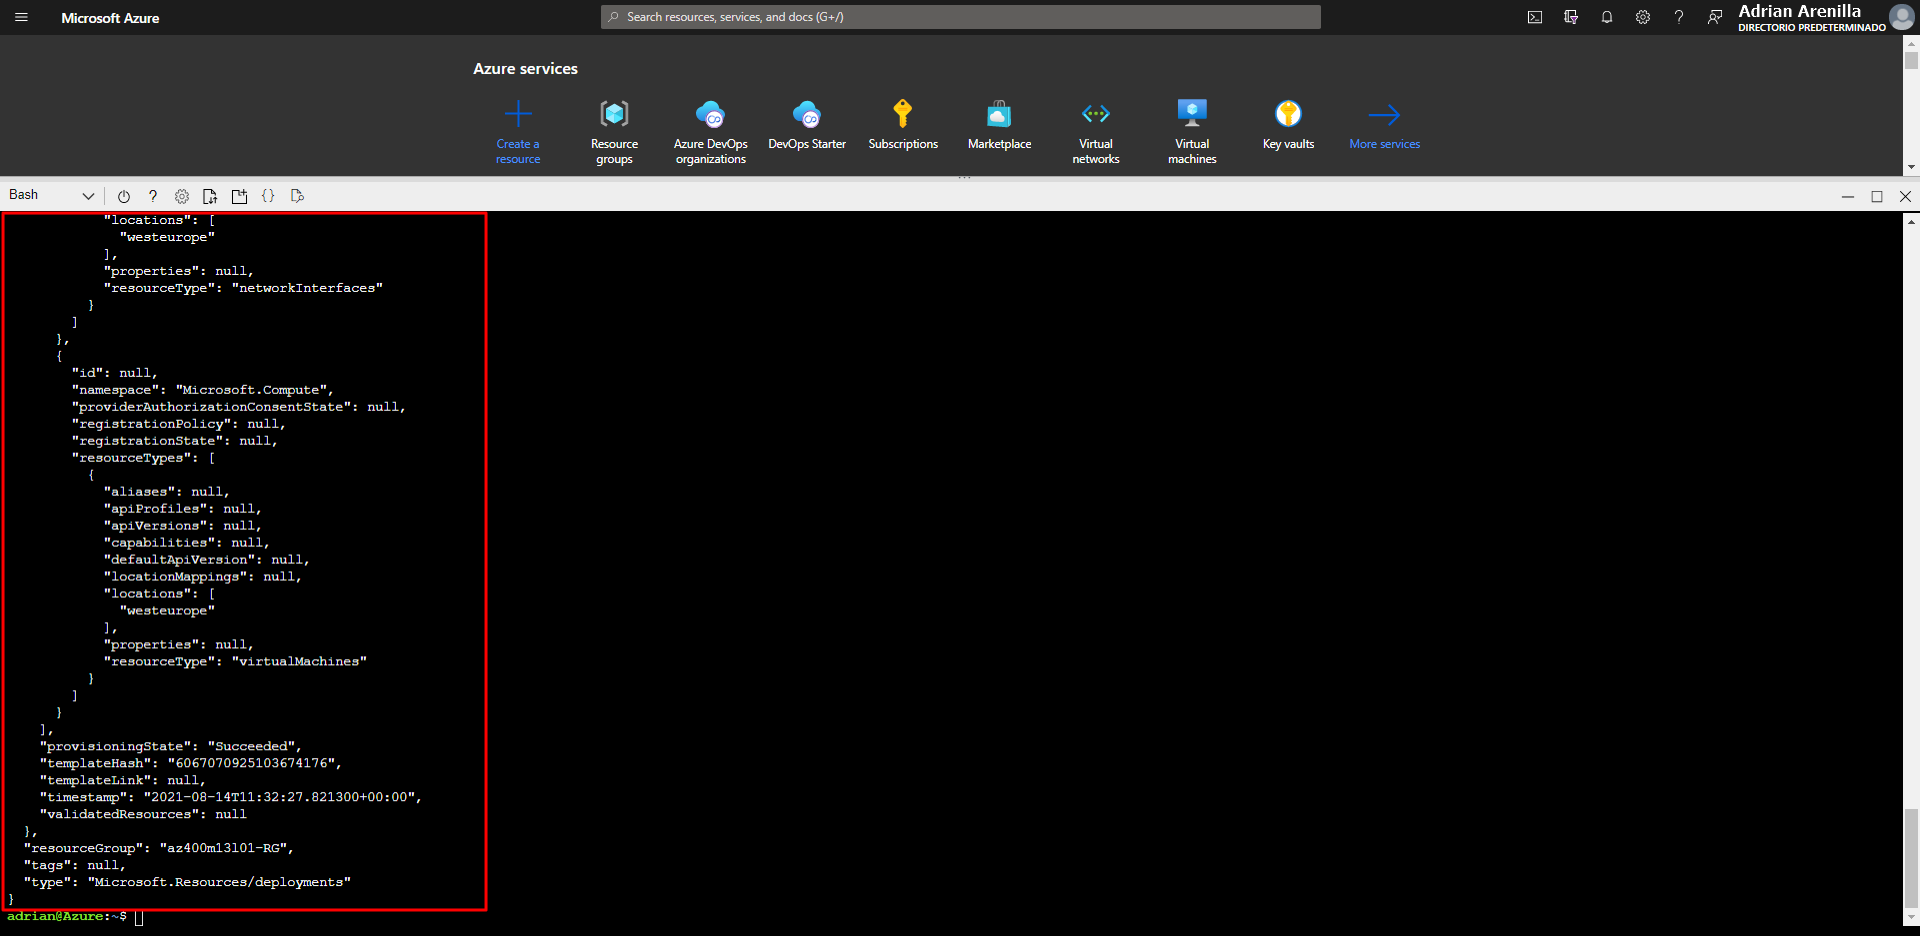 Microsoft Azure
Search resources, services, and docs (G+/)
Adrian Arenilla
DIRECTORIO PREDETERMINADO
Azure services
Create a resource
Resource groups
Azure DevOps organizations
DevOps Starter
Subscriptions
Marketplace
Virtual networks
Virtual machines
Key vaults
More services
Bash
"locations": [
"westeurope"
],
"properties": null,
"resourceType": "networkInterfaces"
}
]
},
{
"id": null,
"namespace": "Microsoft.Compute",
"providerAuthorizationConsentState": null,
"registrationPolicy": null,
"registrationState": null,
"resourceTypes": [
{
"aliases": null,
"apiProfiles": null,
"apiVersions": null,
"capabilities": null,
"defaultApiVersion": null,
"locationMappings": null,
"locations": [
"westeurope"
],
"properties": null,
"resourceType": "virtualMachines"
}
]
}
],
"provisioningState": "Succeeded",
"templateHash": "6067070925103674176",
"templateLink": null,
"timestamp": "2021-08-14T11:32:27.821300+00:00",
"validatedResources": null
},
"resourceGroup": "az400m13l01-RG",
"tags": null,
"type": "Microsoft.Resources/deployments"
}
adrian@Azure:~$